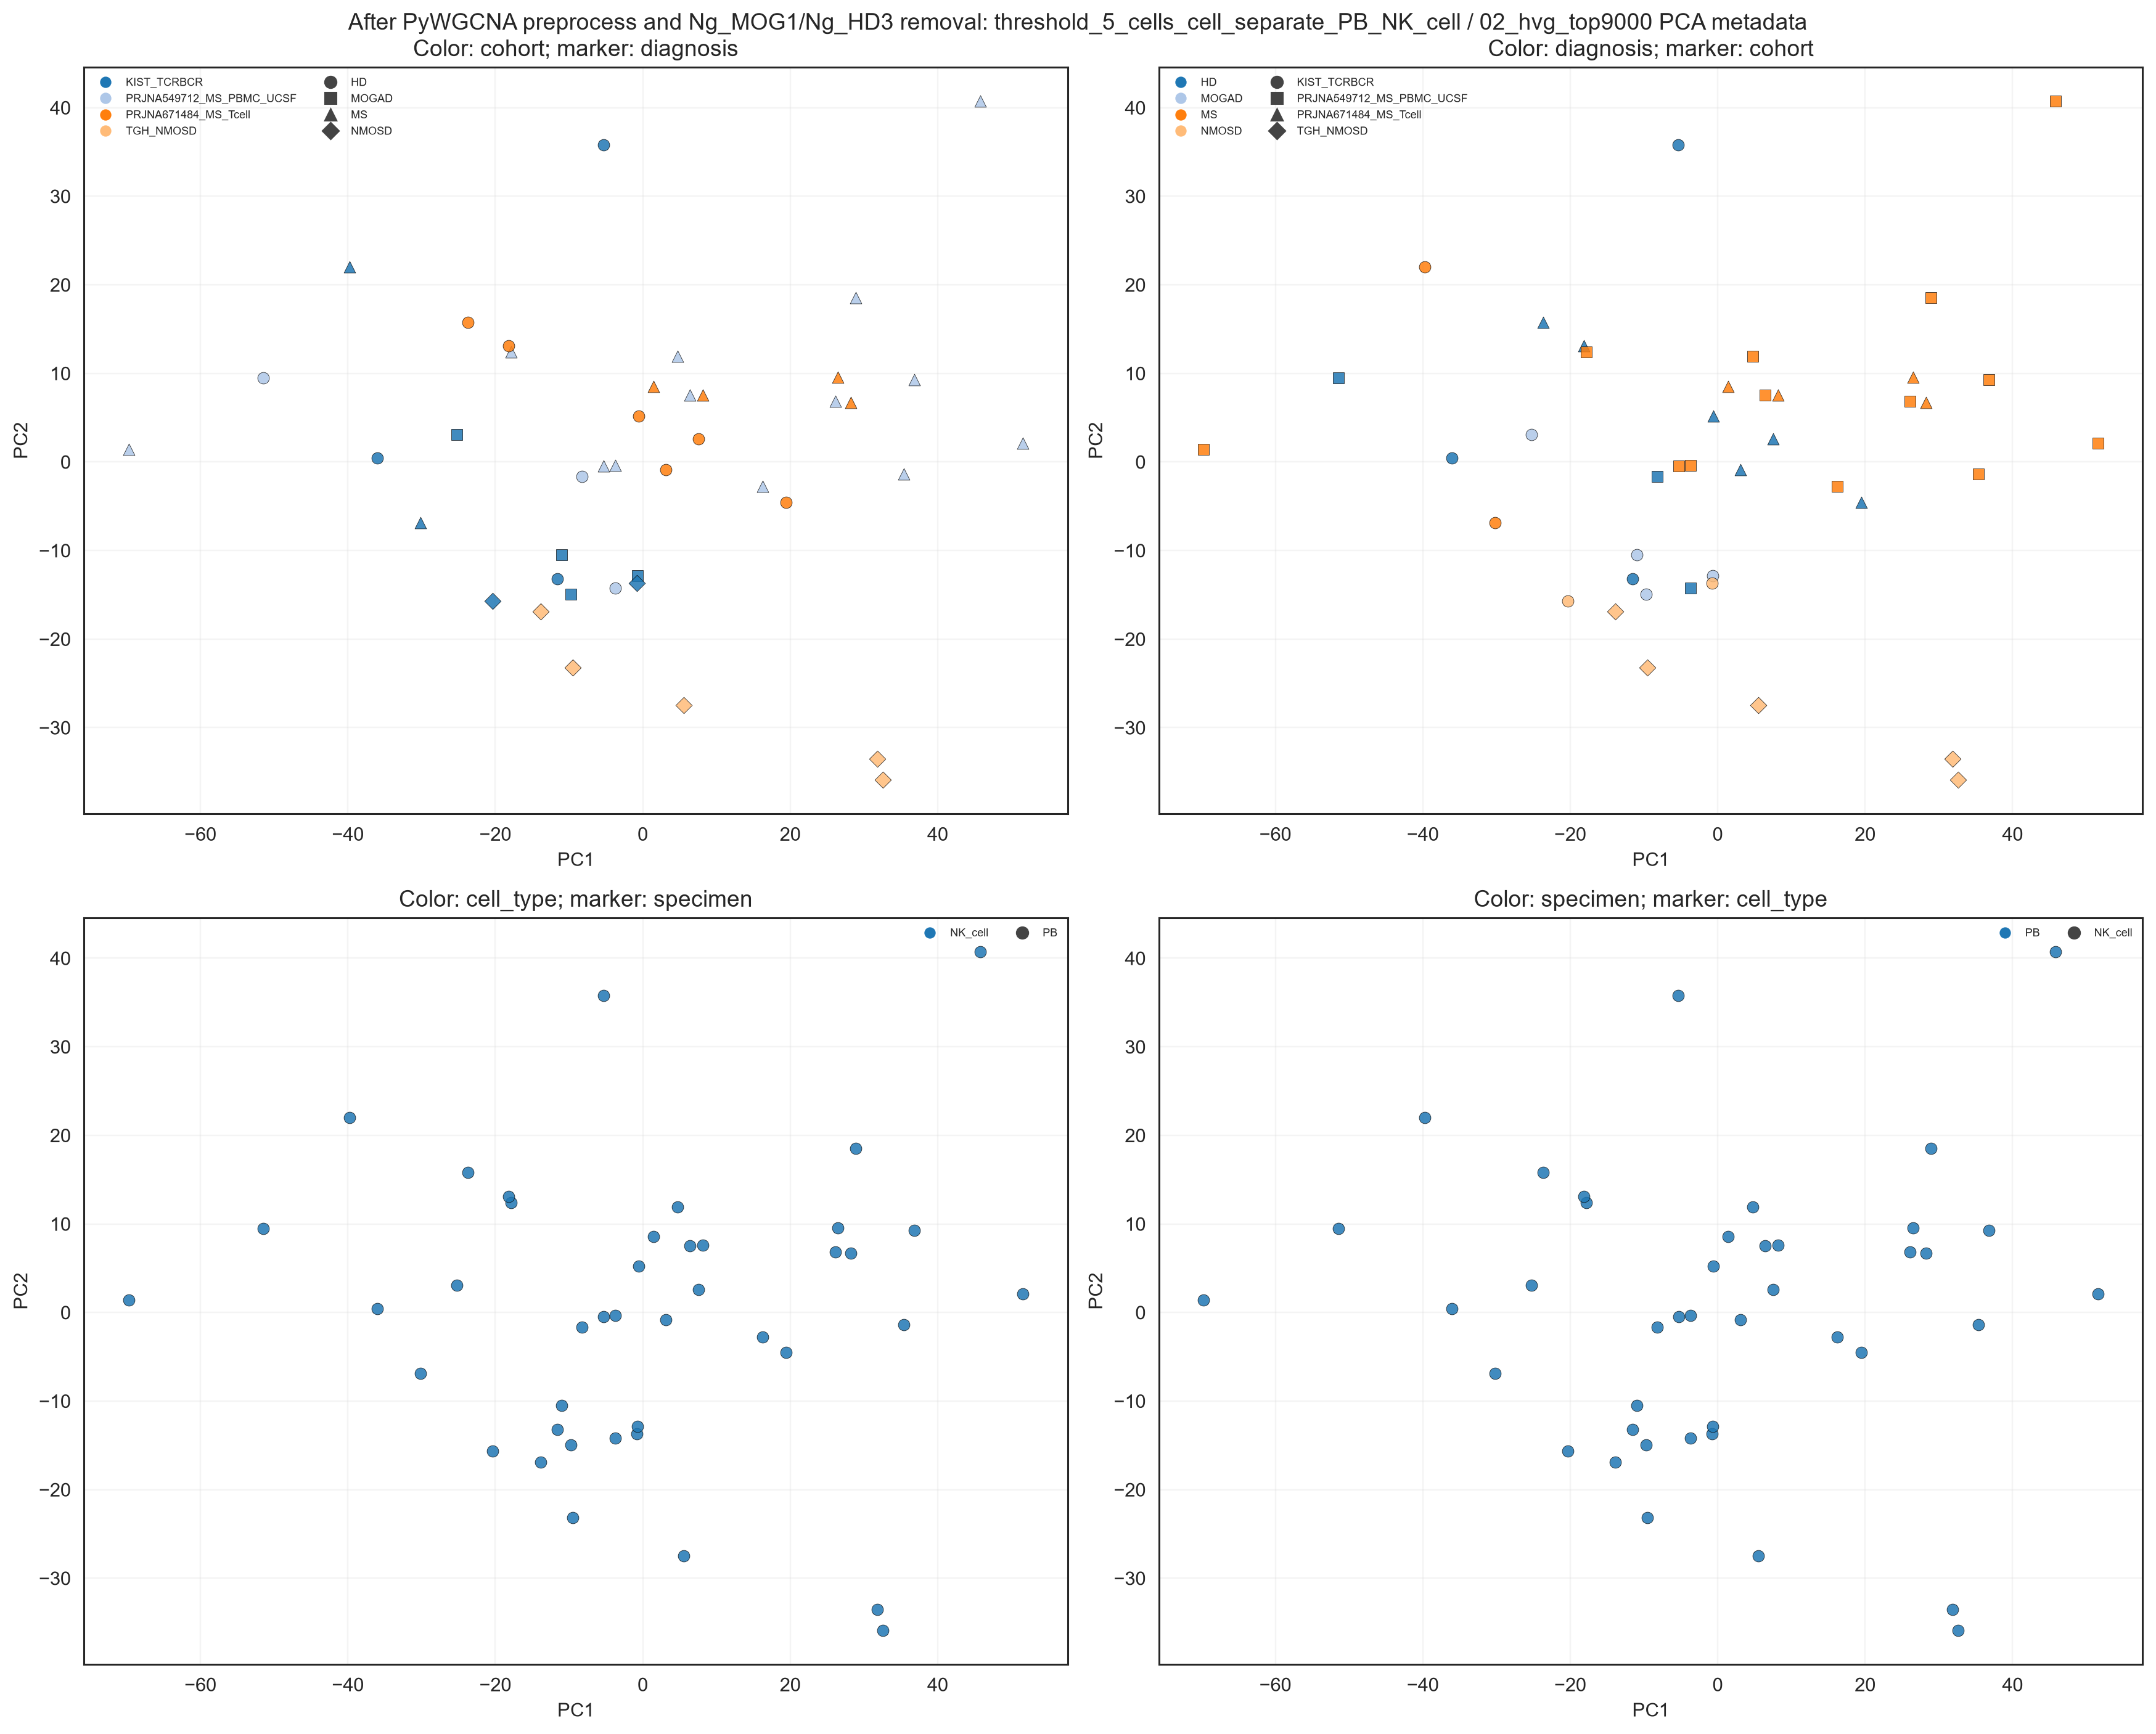 After PyWGCNA preprocess and Ng_MOG1/Ng_HD3 removal: threshold_5_cells_cell_separate_PB_NK_cell / 02_hvg_top9000 PCA metadata
Color: cohort; marker: diagnosis
KIST_TCRBCR HD
PRJNA549712_MS_PBMC_UCSF MOGAD
PRJNA671484_MS_Tcell MS
TGH_NMOSD NMOSD
40
30
20
10
0
−10
−20
−30
PC2
−60 −40 −20 0 20 40
PC1
Color: diagnosis; marker: cohort
HD KIST_TCRBCR
MOGAD PRJNA549712_MS_PBMC_UCSF
MS PRJNA671484_MS_Tcell
NMOSD TGH_NMOSD
40
30
20
10
0
−10
−20
−30
PC2
−60 −40 −20 0 20 40
PC1
Color: cell_type; marker: specimen
NK_cell PB
40
30
20
10
0
−10
−20
−30
PC2
−60 −40 −20 0 20 40
PC1
Color: specimen; marker: cell_type
PB NK_cell
40
30
20
10
0
−10
−20
−30
PC2
−60 −40 −20 0 20 40
PC1